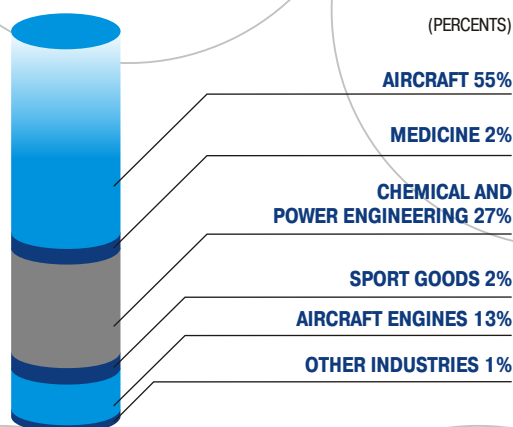 (PERCENTS)
AIRCRAFT 55%
MEDICINE 2%
CHEMICAL AND
POWER ENGINEERING 27%
SPORT GOODS 2%
AIRCRAFT ENGINES 13%
OTHER INDUSTRIES 1%